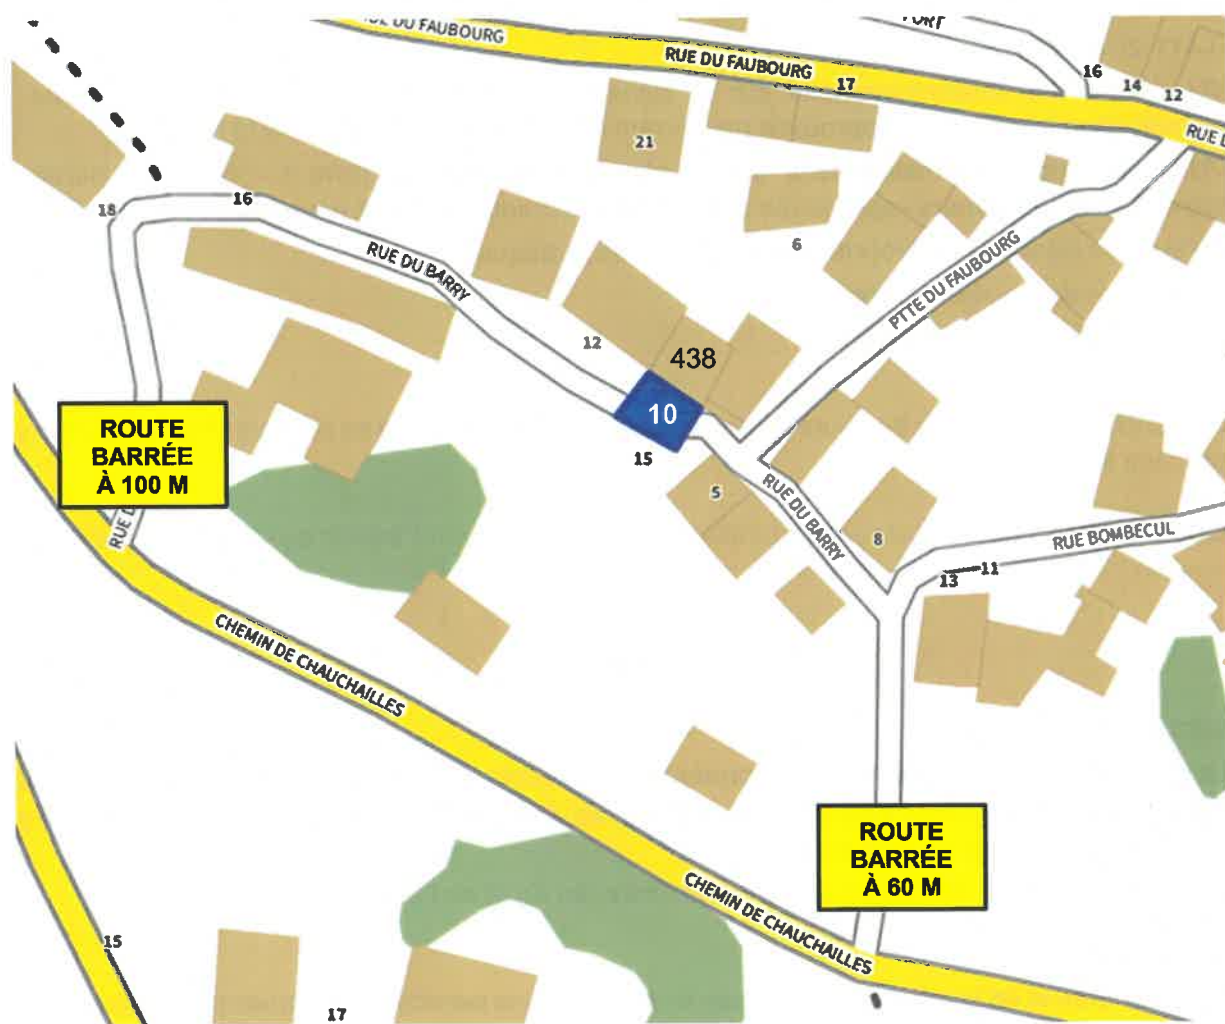 RUE DU FAUBOURG
RUE DU FAUBOURG
17
16
14
12
21
18
16
RUE DU BARRY
6
PTTE DU FAUBOURG
12
438
10
15
ROUTE
BARRÉE
À 100 M
5
RUE DU BARRY
8
RUE BOMBECUL
13
11
CHEMIN DE CHAUCHAILLES
ROUTE
BARRÉE
À 60 M
CHEMIN DE CHAUCHAILLES
15
17
RUE
RUE